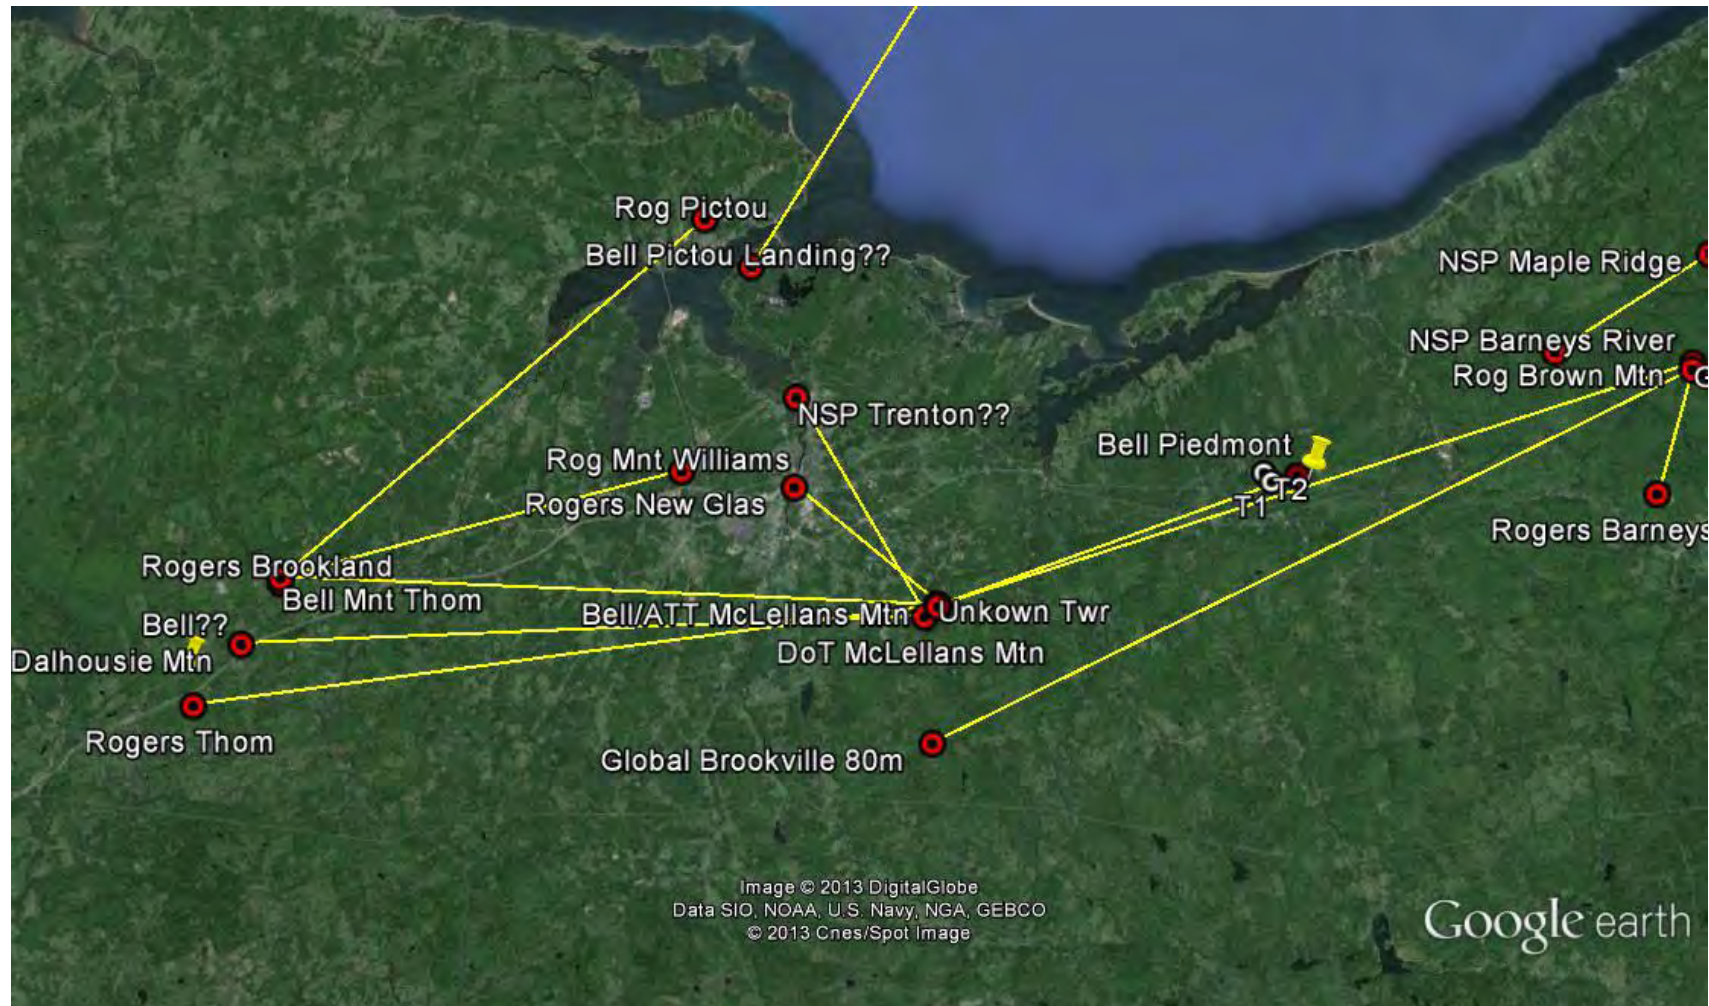 Rog Pictou
Bell Pictou Landing??
NSP Maple Ridge
NSP Barneys River
Rog Brown Mtn
G
NSP Trenton??
Bell Piedmont
Rog Mnt Williams
T2
T1
Rogers New Glas
Rogers Barneys
Rogers Brookland
Bell Mnt Thom
Bell/ATT McLellans Mtn
Unkown Twr
Bell??
DoT McLellans Mtn
Dalhousie Mtn
Rogers Thom
Global Brookville 80m
Image © 2013 DigitalGlobe
Data SIO, NOAA, U.S. Navy, NGA, GEBCO
© 2013 Cnes/Spot Image
Google earth